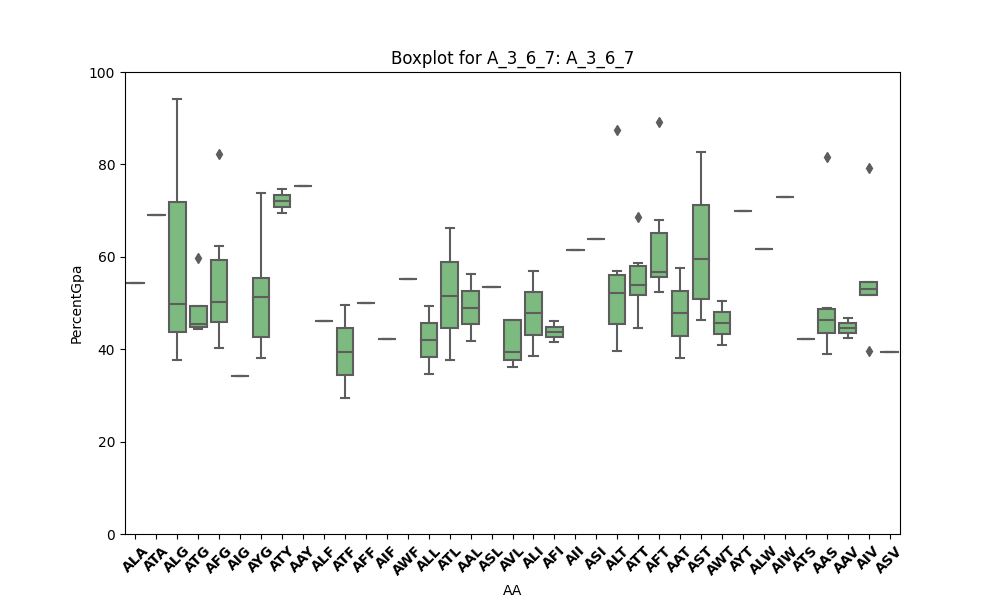 Boxplot for A_3_6_7: A_3_6_7
100
80
60
40
20
0
PercentGpa
ALA ATA ALG ATG AFG AIG AYG ATY AAY ALF ATF AFF AIF AWF ALL ATL AAL ASL AVL ALI AFI AII ASI ALT ATT AFT AAT AST AWT AYT ALW AIW ATS AAS AAV AIV ASV
AA